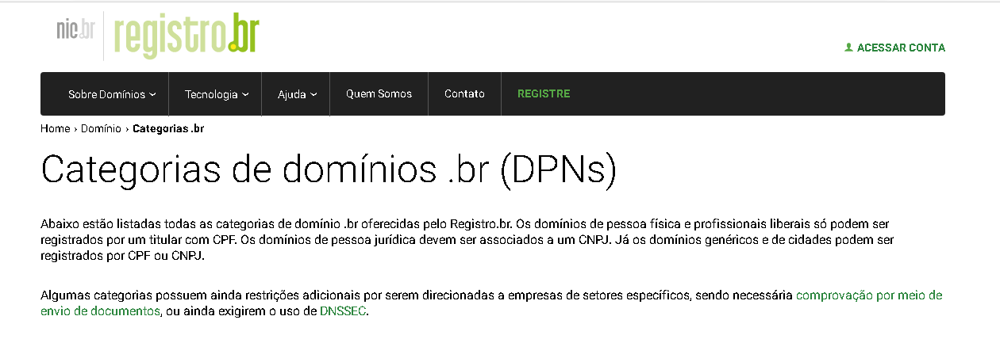 nic.br
registro.br
ACESSAR CONTA
Sobre Domínios
Tecnologia
Ajuda
Quem Somos
Contato
REGISTRE
Home › Domínio › Categorias .br
Categorias de domínios .br (DPNs)
Abaixo estão listadas todas as categorias de domínio .br oferecidas pelo Registro.br. Os domínios de pessoa física e profissionais liberais só podem ser
registrados por um titular com CPF. Os domínios de pessoa jurídica devem ser associados a um CNPJ. Já os domínios genéricos e de cidades podem ser
registrados por CPF ou CNPJ.
Algumas categorias possuem ainda restrições adicionais por serem direcionadas a empresas de setores específicos, sendo necessária comprovação por meio de
envio de documentos, ou ainda exigirem o uso de DNSSEC.